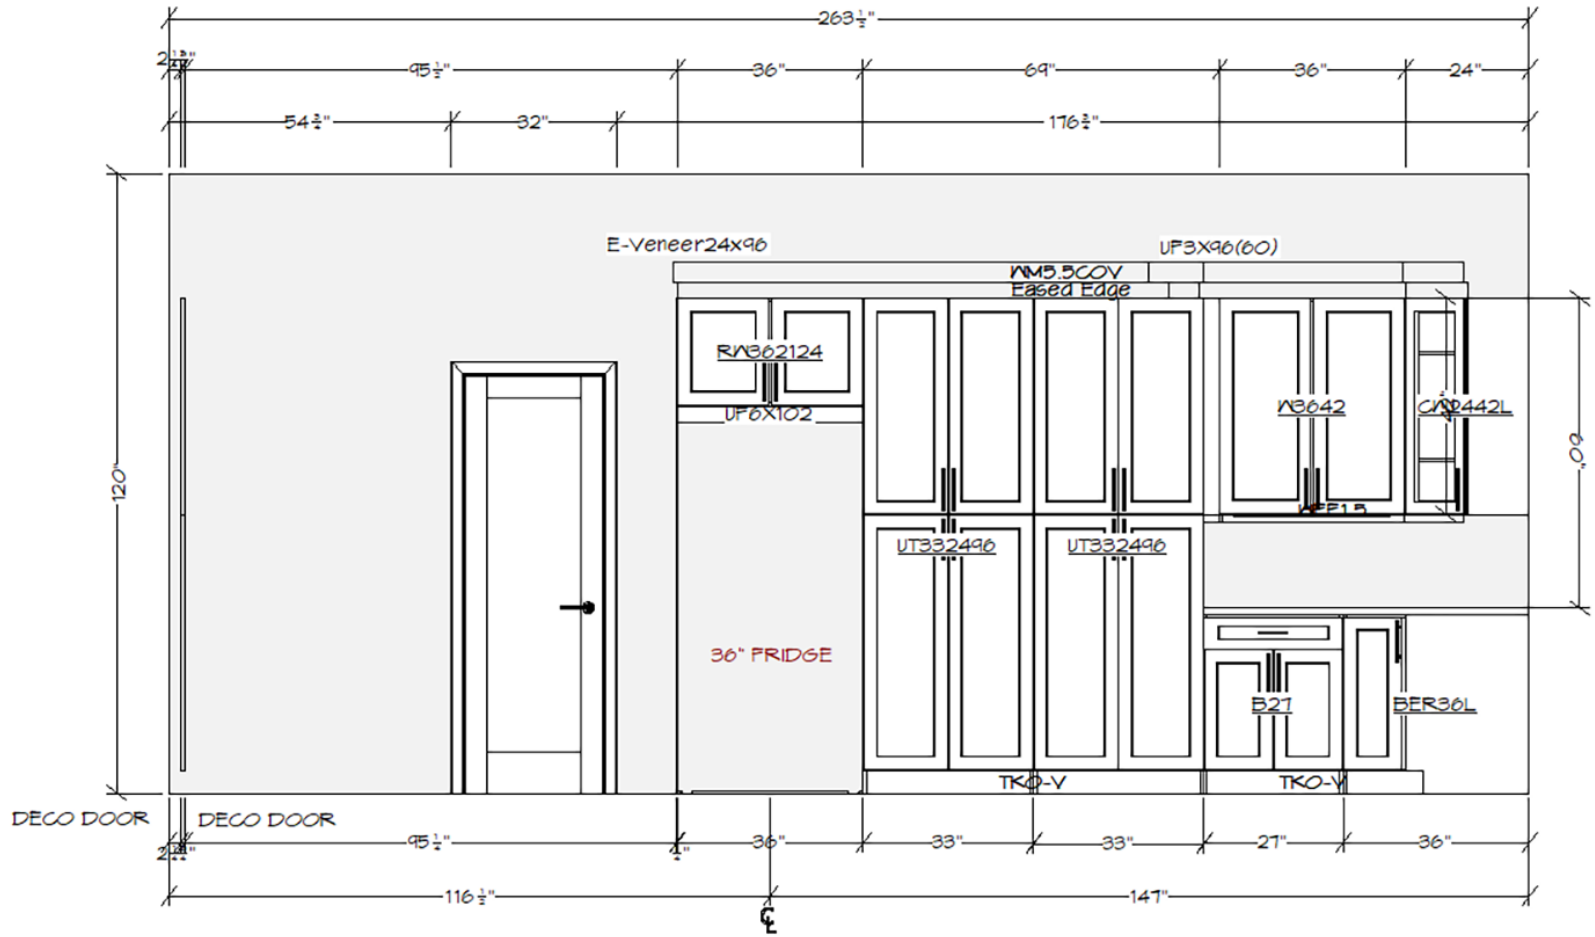 263 1/2"
95 1/2"
36"
69"
36"
24"
54 3/4"
32"
176 3/4"
E-Veneer24x96
UF3X96(60)
WM5.5COV
Eased Edge
RW362124
W3642
CW2442L
UF6X102
120"
60"
UT332496
UT332496
36" FRIDGE
B27
BER36L
TKO-V
TKO-V
DECO DOOR
DECO DOOR
95 1/4"
36"
33"
33"
27"
36"
116 1/2"
147"